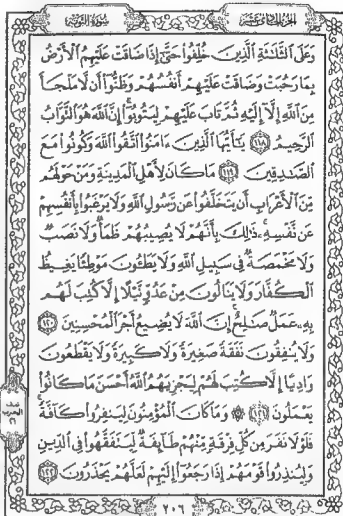 الجزء الحادى عشر
سورة التوبة
وَعَلَى ٱلثَّلَٰثَةِ ٱلَّذِينَ خُلِّفُوا۟ حَتَّىٰٓ إِذَا ضَاقَتْ عَلَيْهِمُ ٱلْأَرْضُ
بِمَا رَحُبَتْ وَضَاقَتْ عَلَيْهِمْ أَنفُسُهُمْ وَظَنُّوٓا۟ أَن لَّا مَلْجَأَ
مِنَ ٱللَّهِ إِلَّآ إِلَيْهِ ثُمَّ تَابَ عَلَيْهِمْ لِيَتُوبُوٓا۟ إِنَّ ٱللَّهَ هُوَ ٱلتَّوَّابُ
ٱلرَّحِيمُ ١١٨ يَٰٓأَيُّهَا ٱلَّذِينَ ءَامَنُوا۟ ٱتَّقُوا۟ ٱللَّهَ وَكُونُوا۟ مَعَ
ٱلصَّٰدِقِينَ ١١٩ مَا كَانَ لِأَهْلِ ٱلْمَدِينَةِ وَمَنْ حَوْلَهُم
مِّنَ ٱلْأَعْرَابِ أَن يَتَخَلَّفُوا۟ عَن رَّسُولِ ٱللَّهِ وَلَا يَرْغَبُوا۟ بِأَنفُسِهِمْ
عَن نَّفْسِهِۦ ذَٰلِكَ بِأَنَّهُمْ لَا يُصِيبُهُمْ ظَمَأٌ وَلَا نَصَبٌ
وَلَا مَخْمَصَةٌ فِى سَبِيلِ ٱللَّهِ وَلَا يَطَـُٔونَ مَوْطِئًا يَغِيظُ
ٱلْكُفَّارَ وَلَا يَنَالُونَ مِنْ عَدُوٍّ نَّيْلًا إِلَّا كُتِبَ لَهُم
بِهِۦ عَمَلٌ صَٰلِحٌ إِنَّ ٱللَّهَ لَا يُضِيعُ أَجْرَ ٱلْمُحْسِنِينَ ١٢٠
وَلَا يُنفِقُونَ نَفَقَةً صَغِيرَةً وَلَا كَبِيرَةً وَلَا يَقْطَعُونَ
وَادِيًا إِلَّا كُتِبَ لَهُمْ لِيَجْزِيَهُمُ ٱللَّهُ أَحْسَنَ مَا كَانُوا۟
يَعْمَلُونَ ١٢١ ۞ وَمَا كَانَ ٱلْمُؤْمِنُونَ لِيَنفِرُوا۟ كَآفَّةً
فَلَوْلَا نَفَرَ مِن كُلِّ فِرْقَةٍ مِّنْهُمْ طَآئِفَةٌ لِّيَتَفَقَّهُوا۟ فِى ٱلدِّينِ
وَلِيُنذِرُوا۟ قَوْمَهُمْ إِذَا رَجَعُوٓا۟ إِلَيْهِمْ لَعَلَّهُمْ يَحْذَرُونَ ١٢٢
نصف
الحزب
٢١
٢٠٦